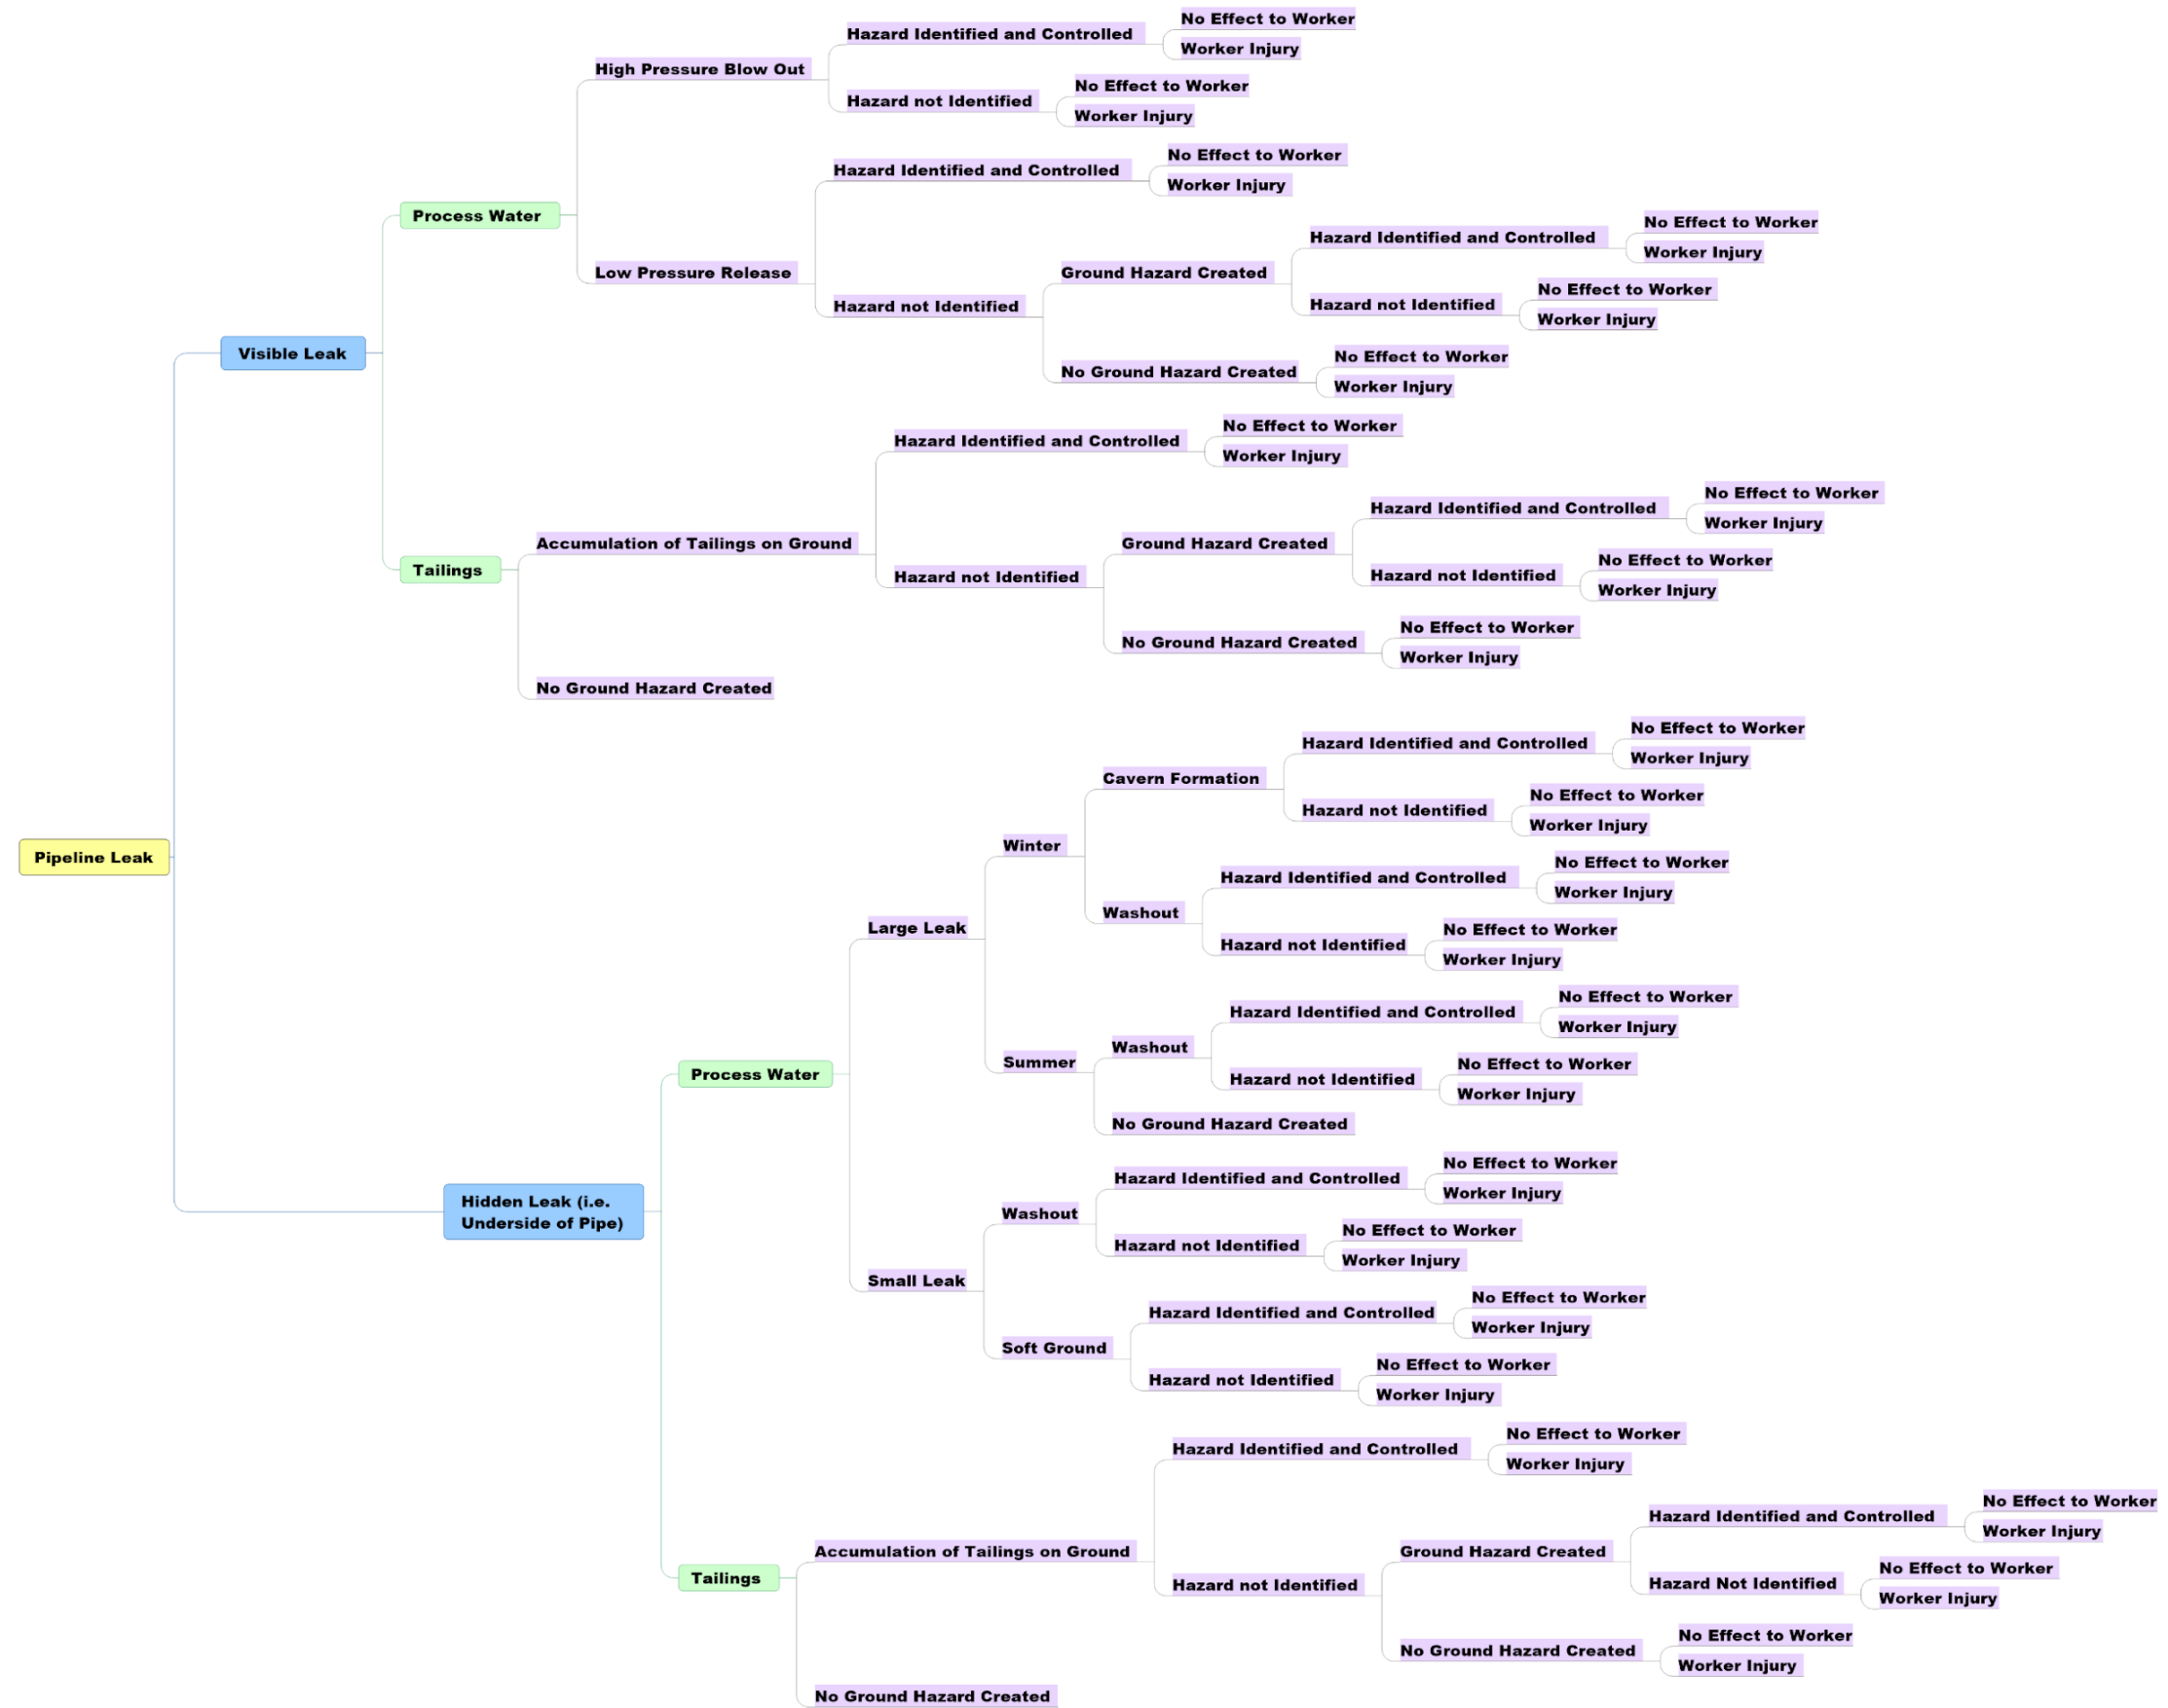 Pipeline Leak
Visible Leak
Process Water
High Pressure Blow Out
Hazard Identified and Controlled
No Effect to Worker
Worker Injury
Hazard not Identified
No Effect to Worker
Worker Injury
Low Pressure Release
Hazard Identified and Controlled
No Effect to Worker
Worker Injury
Hazard not Identified
Ground Hazard Created
Hazard Identified and Controlled
No Effect to Worker
Worker Injury
Hazard not Identified
No Effect to Worker
Worker Injury
No Ground Hazard Created
No Effect to Worker
Worker Injury
Tailings
Accumulation of Tailings on Ground
Hazard Identified and Controlled
No Effect to Worker
Worker Injury
Hazard not Identified
Ground Hazard Created
Hazard Identified and Controlled
No Effect to Worker
Worker Injury
Hazard not Identified
No Effect to Worker
Worker Injury
No Ground Hazard Created
No Effect to Worker
Worker Injury
No Ground Hazard Created
Hidden Leak (i.e.
Underside of Pipe)
Process Water
Large Leak
Winter
Cavern Formation
Hazard Identified and Controlled
No Effect to Worker
Worker Injury
Hazard not Identified
No Effect to Worker
Worker Injury
Washout
Hazard Identified and Controlled
No Effect to Worker
Worker Injury
Hazard not Identified
No Effect to Worker
Worker Injury
Summer
Washout
Hazard Identified and Controlled
No Effect to Worker
Worker Injury
Hazard not Identified
No Effect to Worker
Worker Injury
No Ground Hazard Created
Small Leak
Washout
Hazard Identified and Controlled
No Effect to Worker
Worker Injury
Hazard not Identified
No Effect to Worker
Worker Injury
Soft Ground
Hazard Identified and Controlled
No Effect to Worker
Worker Injury
Hazard not Identified
No Effect to Worker
Worker Injury
Tailings
Accumulation of Tailings on Ground
Hazard Identified and Controlled
No Effect to Worker
Worker Injury
Hazard not Identified
Ground Hazard Created
Hazard Identified and Controlled
No Effect to Worker
Worker Injury
Hazard Not Identified
No Effect to Worker
Worker Injury
No Ground Hazard Created
No Effect to Worker
Worker Injury
No Ground Hazard Created